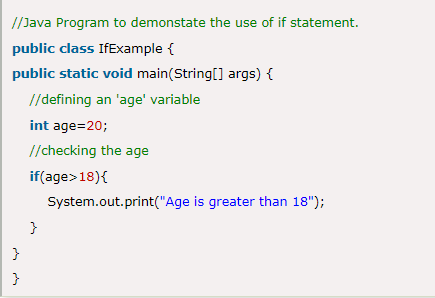 //Java Program to demonstate the use of if statement.
public class IfExample {
public static void main(String[] args) {
//defining an 'age' variable
int age=20;
//checking the age
if(age>18){
System.out.print("Age is greater than 18");
}
}
}